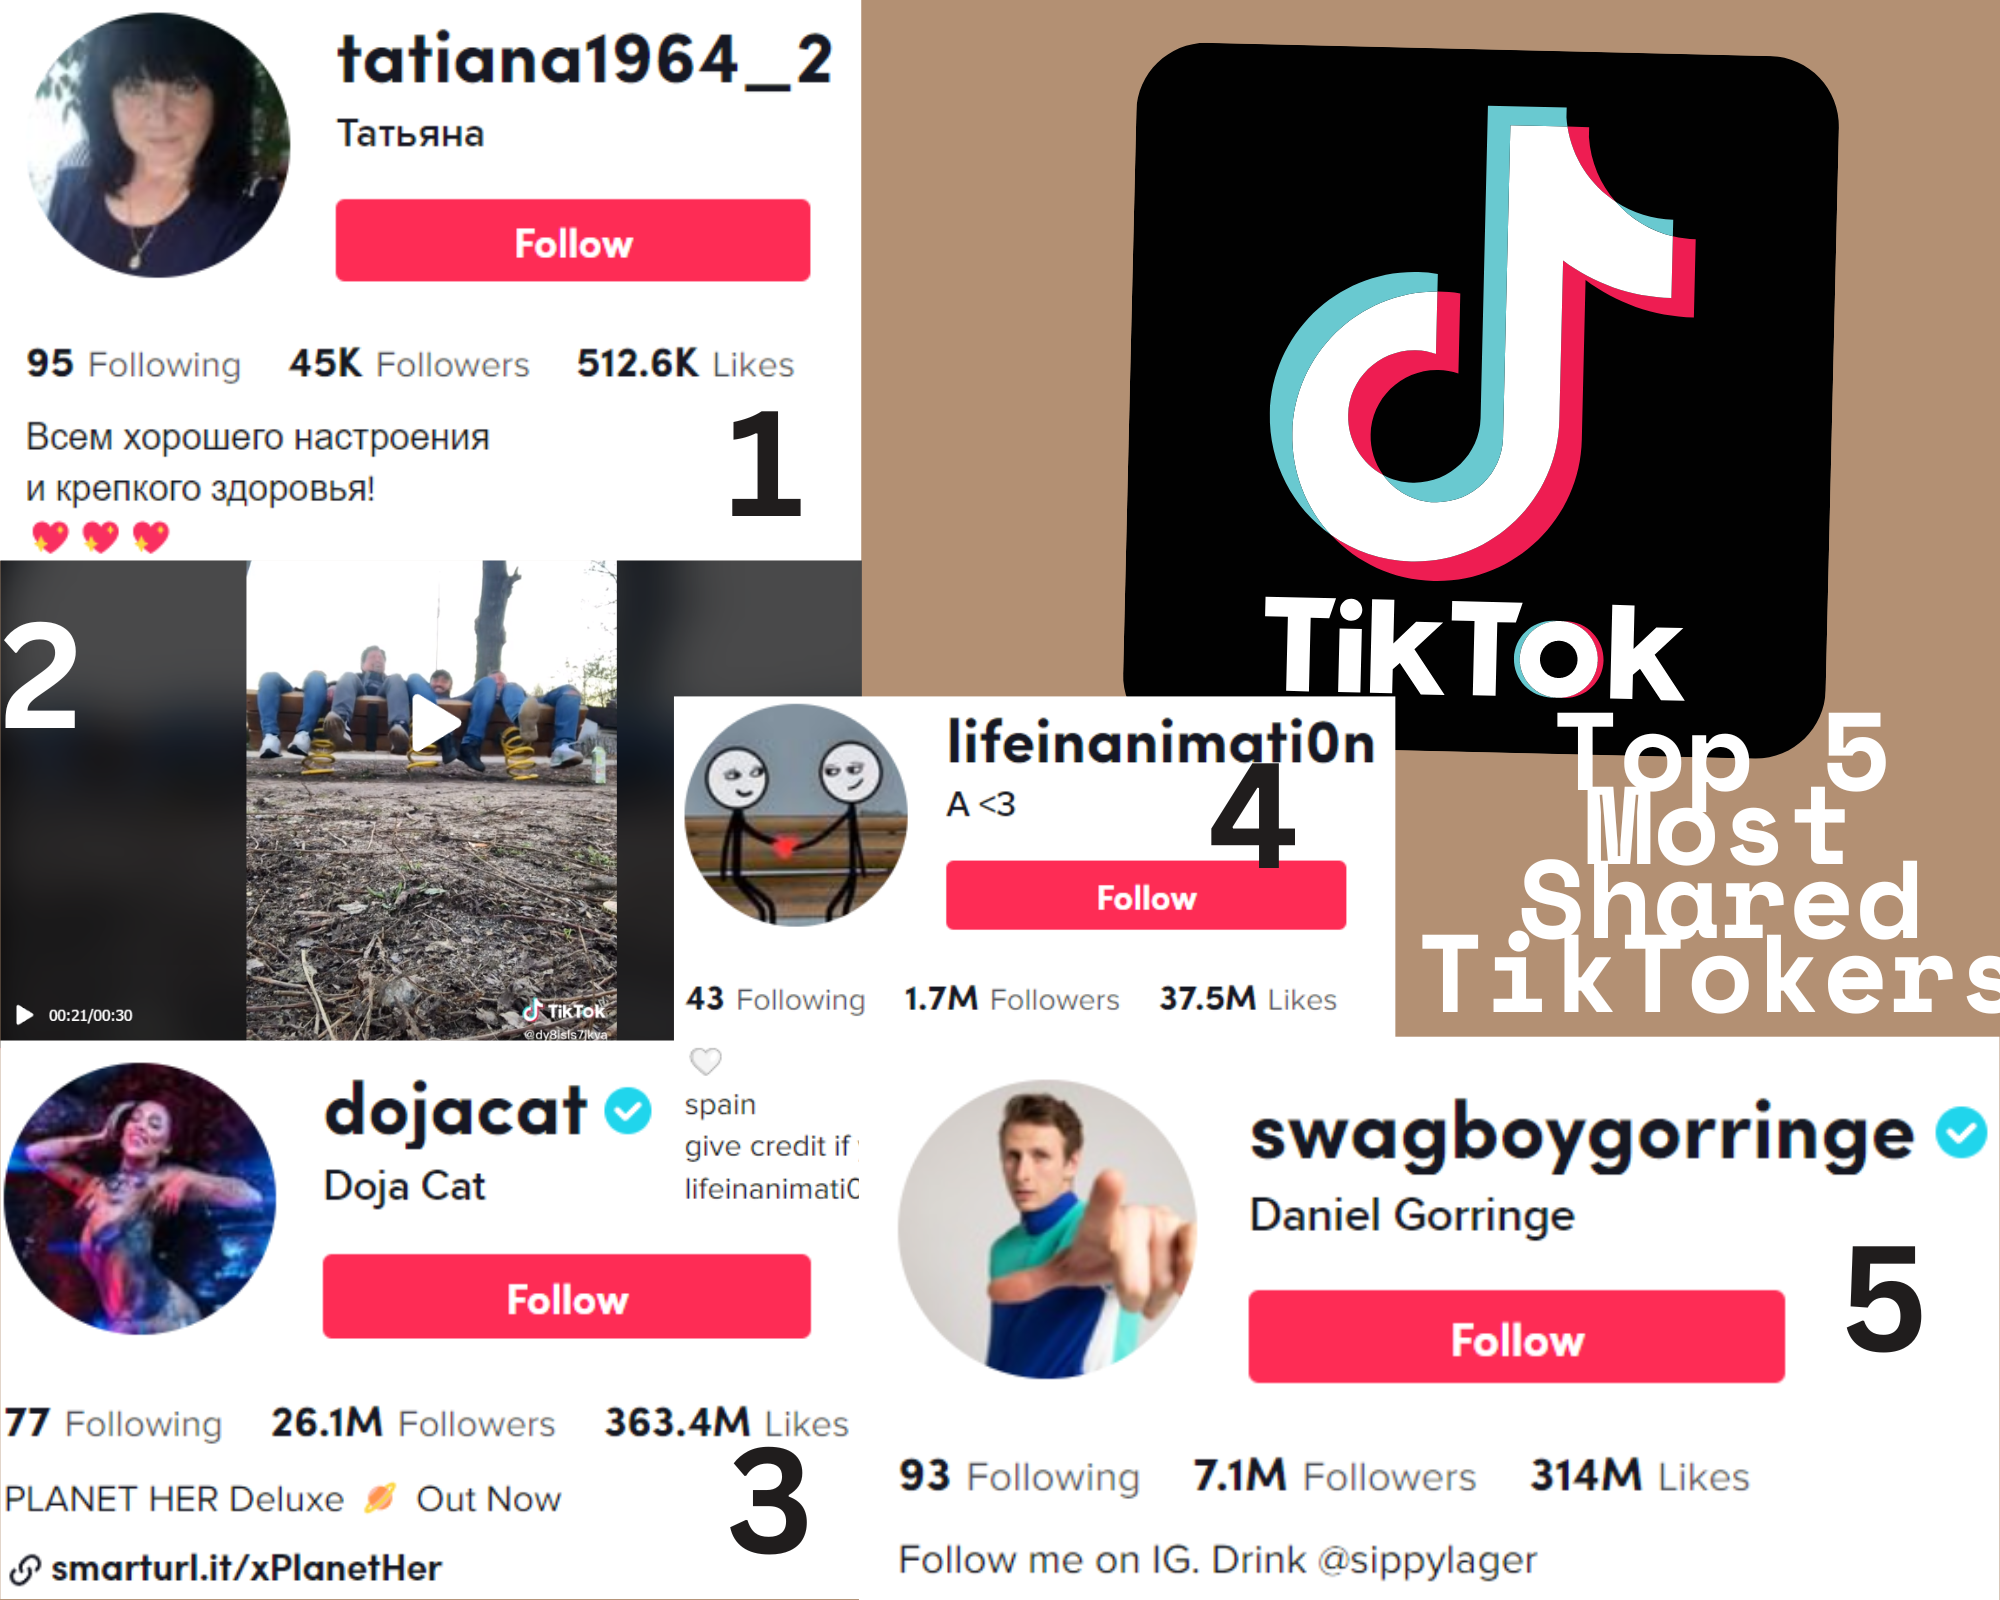 tatiana1964_2
Татьяна
Follow
95 Following 45K Followers 512.6K Likes
Всем хорошего настроения
и крепкого здоровья!
1
TikTok
Top 5
Most
Shared
TikTokers
2
00:21/00:30
TikTok
lifeinanimati0n
A <3
4
Follow
43 Following 1.7M Followers 37.5M Likes
spain
give credit if
lifeinanimati0
dojacat
Doja Cat
Follow
77 Following 26.1M Followers 363.4M Likes
3
PLANET HER Deluxe 🪐 Out Now
smarturl.it/xPlanetHer
swagboygorringe
Daniel Gorringe
Follow
5
93 Following 7.1M Followers 314M Likes
Follow me on IG. Drink @sippylager